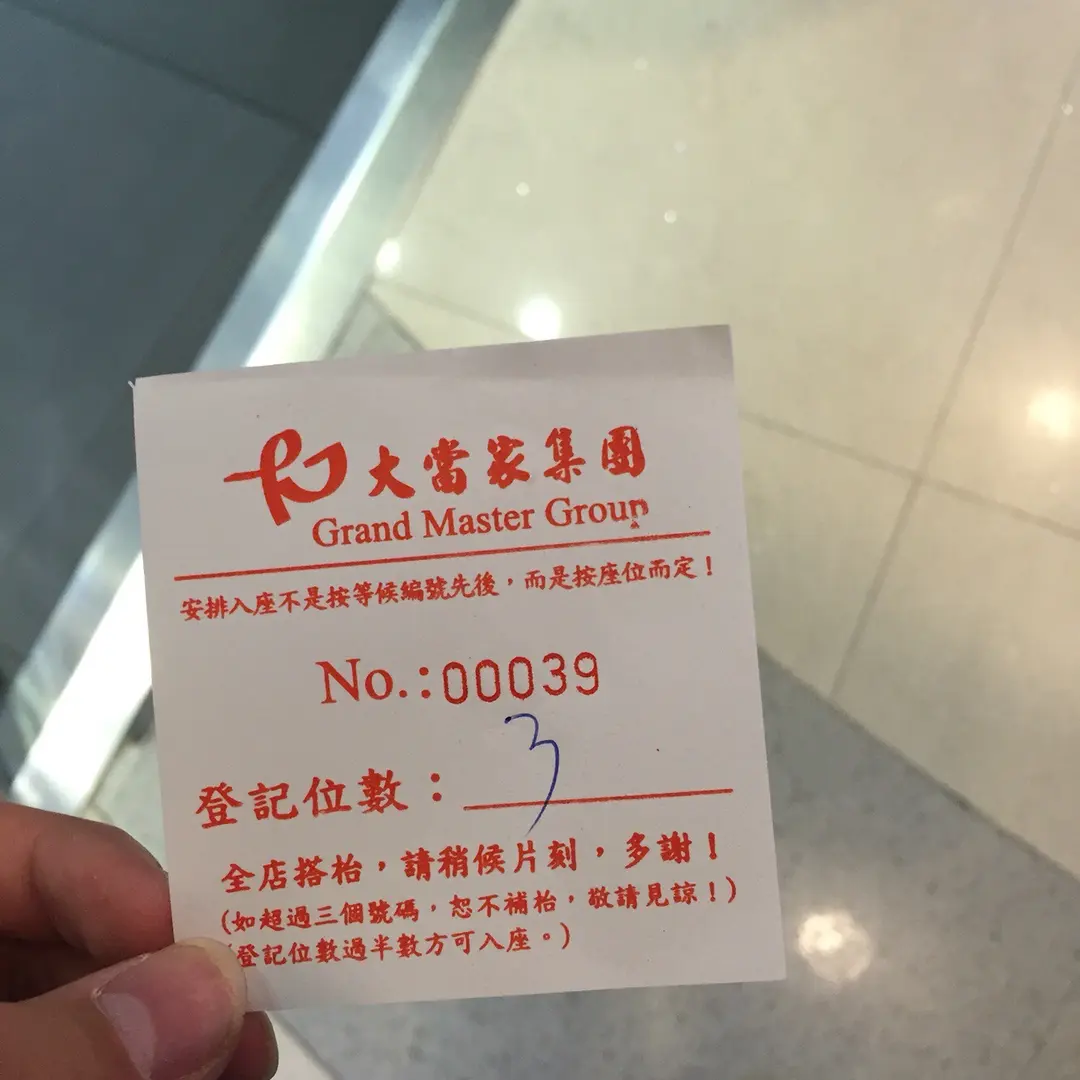 大當家集團
Grand Master Group
安排入座不是按等候編號先後，而是按座位而定！
No.:00039
登記位數：3
全店搭枱，請稍候片刻，多謝！
(如超過三個號碼，恕不補枱，敬請見諒！)
(登記位數過半數方可入座。)